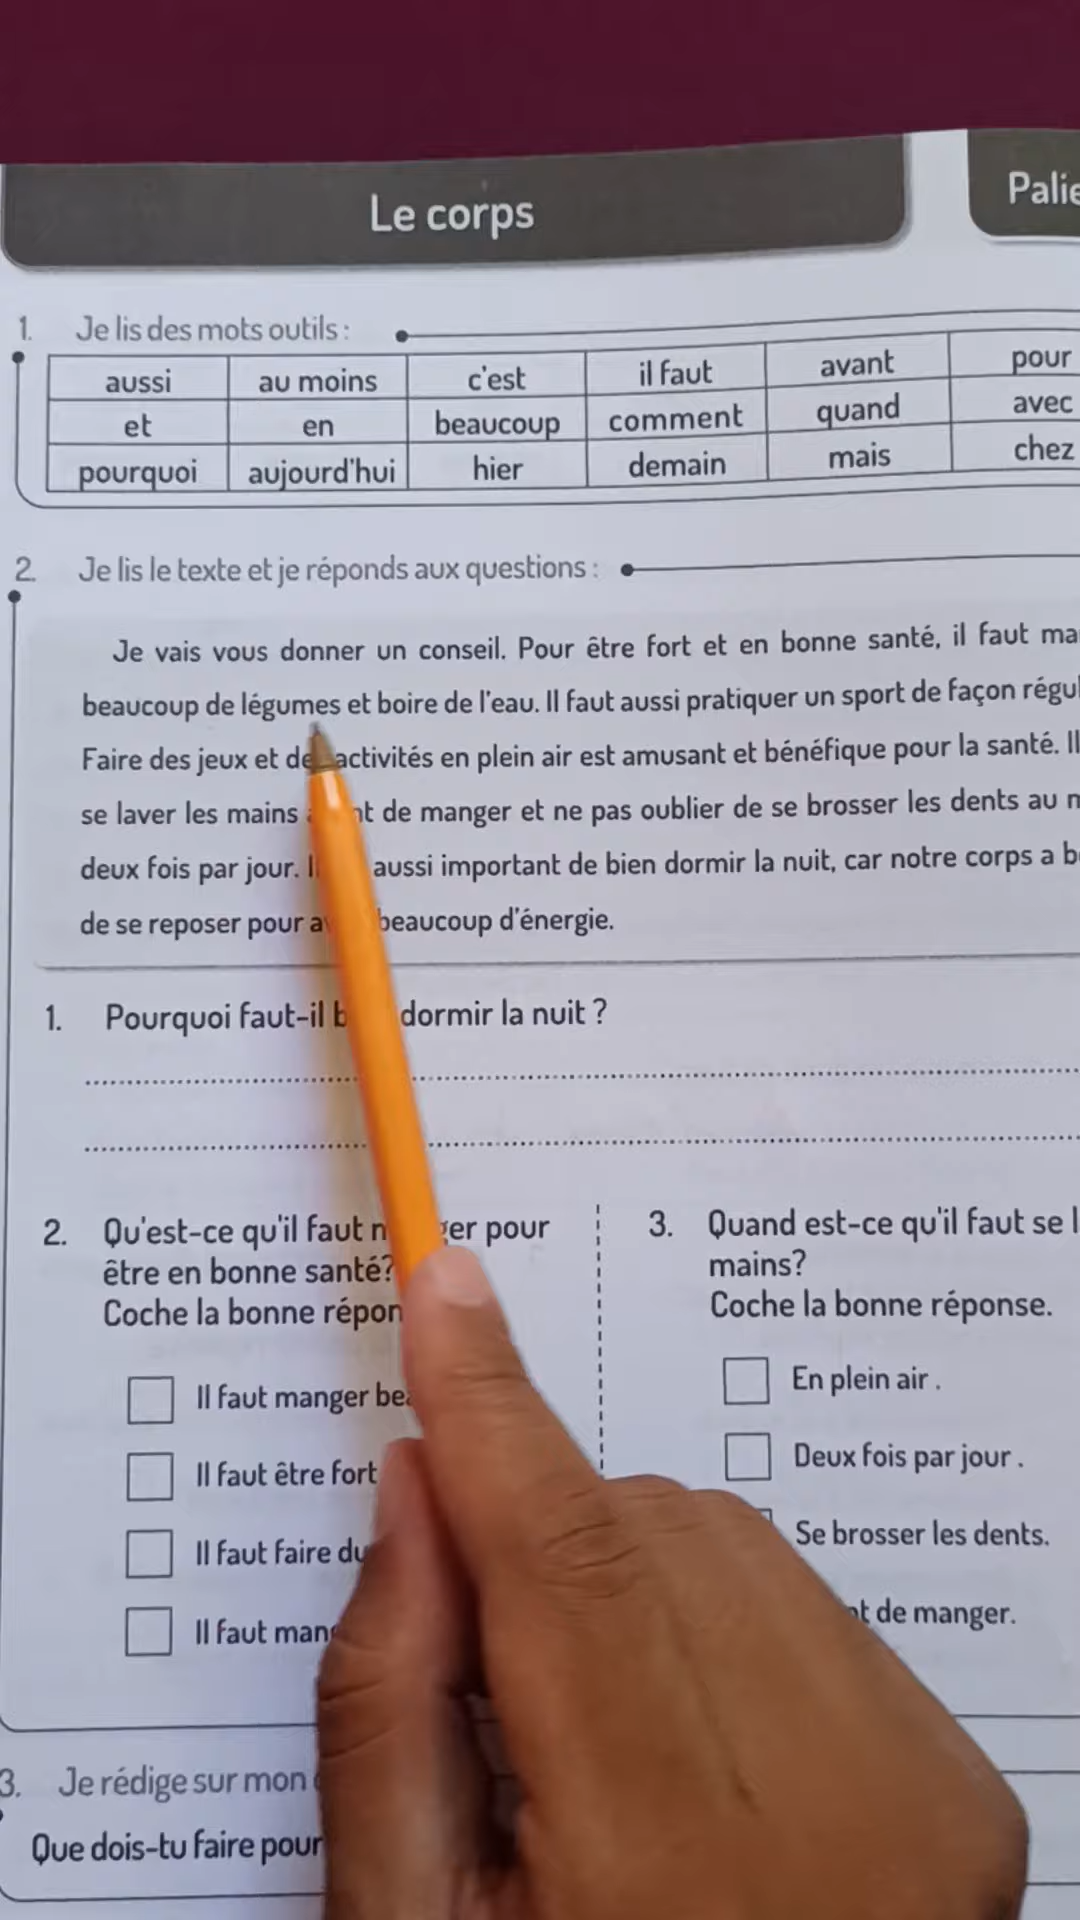 Le corps
1. Je lis des mots outils :
aussi au moins c'est il faut avant pour
et en beaucoup comment quand avec
pourquoi aujourd'hui hier demain mais chez
2. Je lis le texte et je réponds aux questions :
Je vais vous donner un conseil. Pour être fort et en bonne santé, il faut
beaucoup de légumes et boire de l'eau. Il faut aussi pratiquer un sport de façon
Faire des jeux et activités en plein air est amusant et bénéfique pour la santé. Il
se laver les mains de manger et ne pas oublier de se brosser les dents au
deux fois par jour. aussi important de bien dormir la nuit, car notre corps a
de se reposer pour beaucoup d'énergie.
1. Pourquoi faut-il dormir la nuit ?
2. Qu'est-ce qu'il faut pour
être en bonne santé?
Coche la bonne
Il faut manger
Il faut être fort
Il faut faire
Il faut
3. Quand est-ce qu'il faut se
mains?
Coche la bonne réponse.
En plein air .
Deux fois par jour .
Se brosser les dents.
de manger.
3. Je rédige sur mon
Que dois-tu faire pour